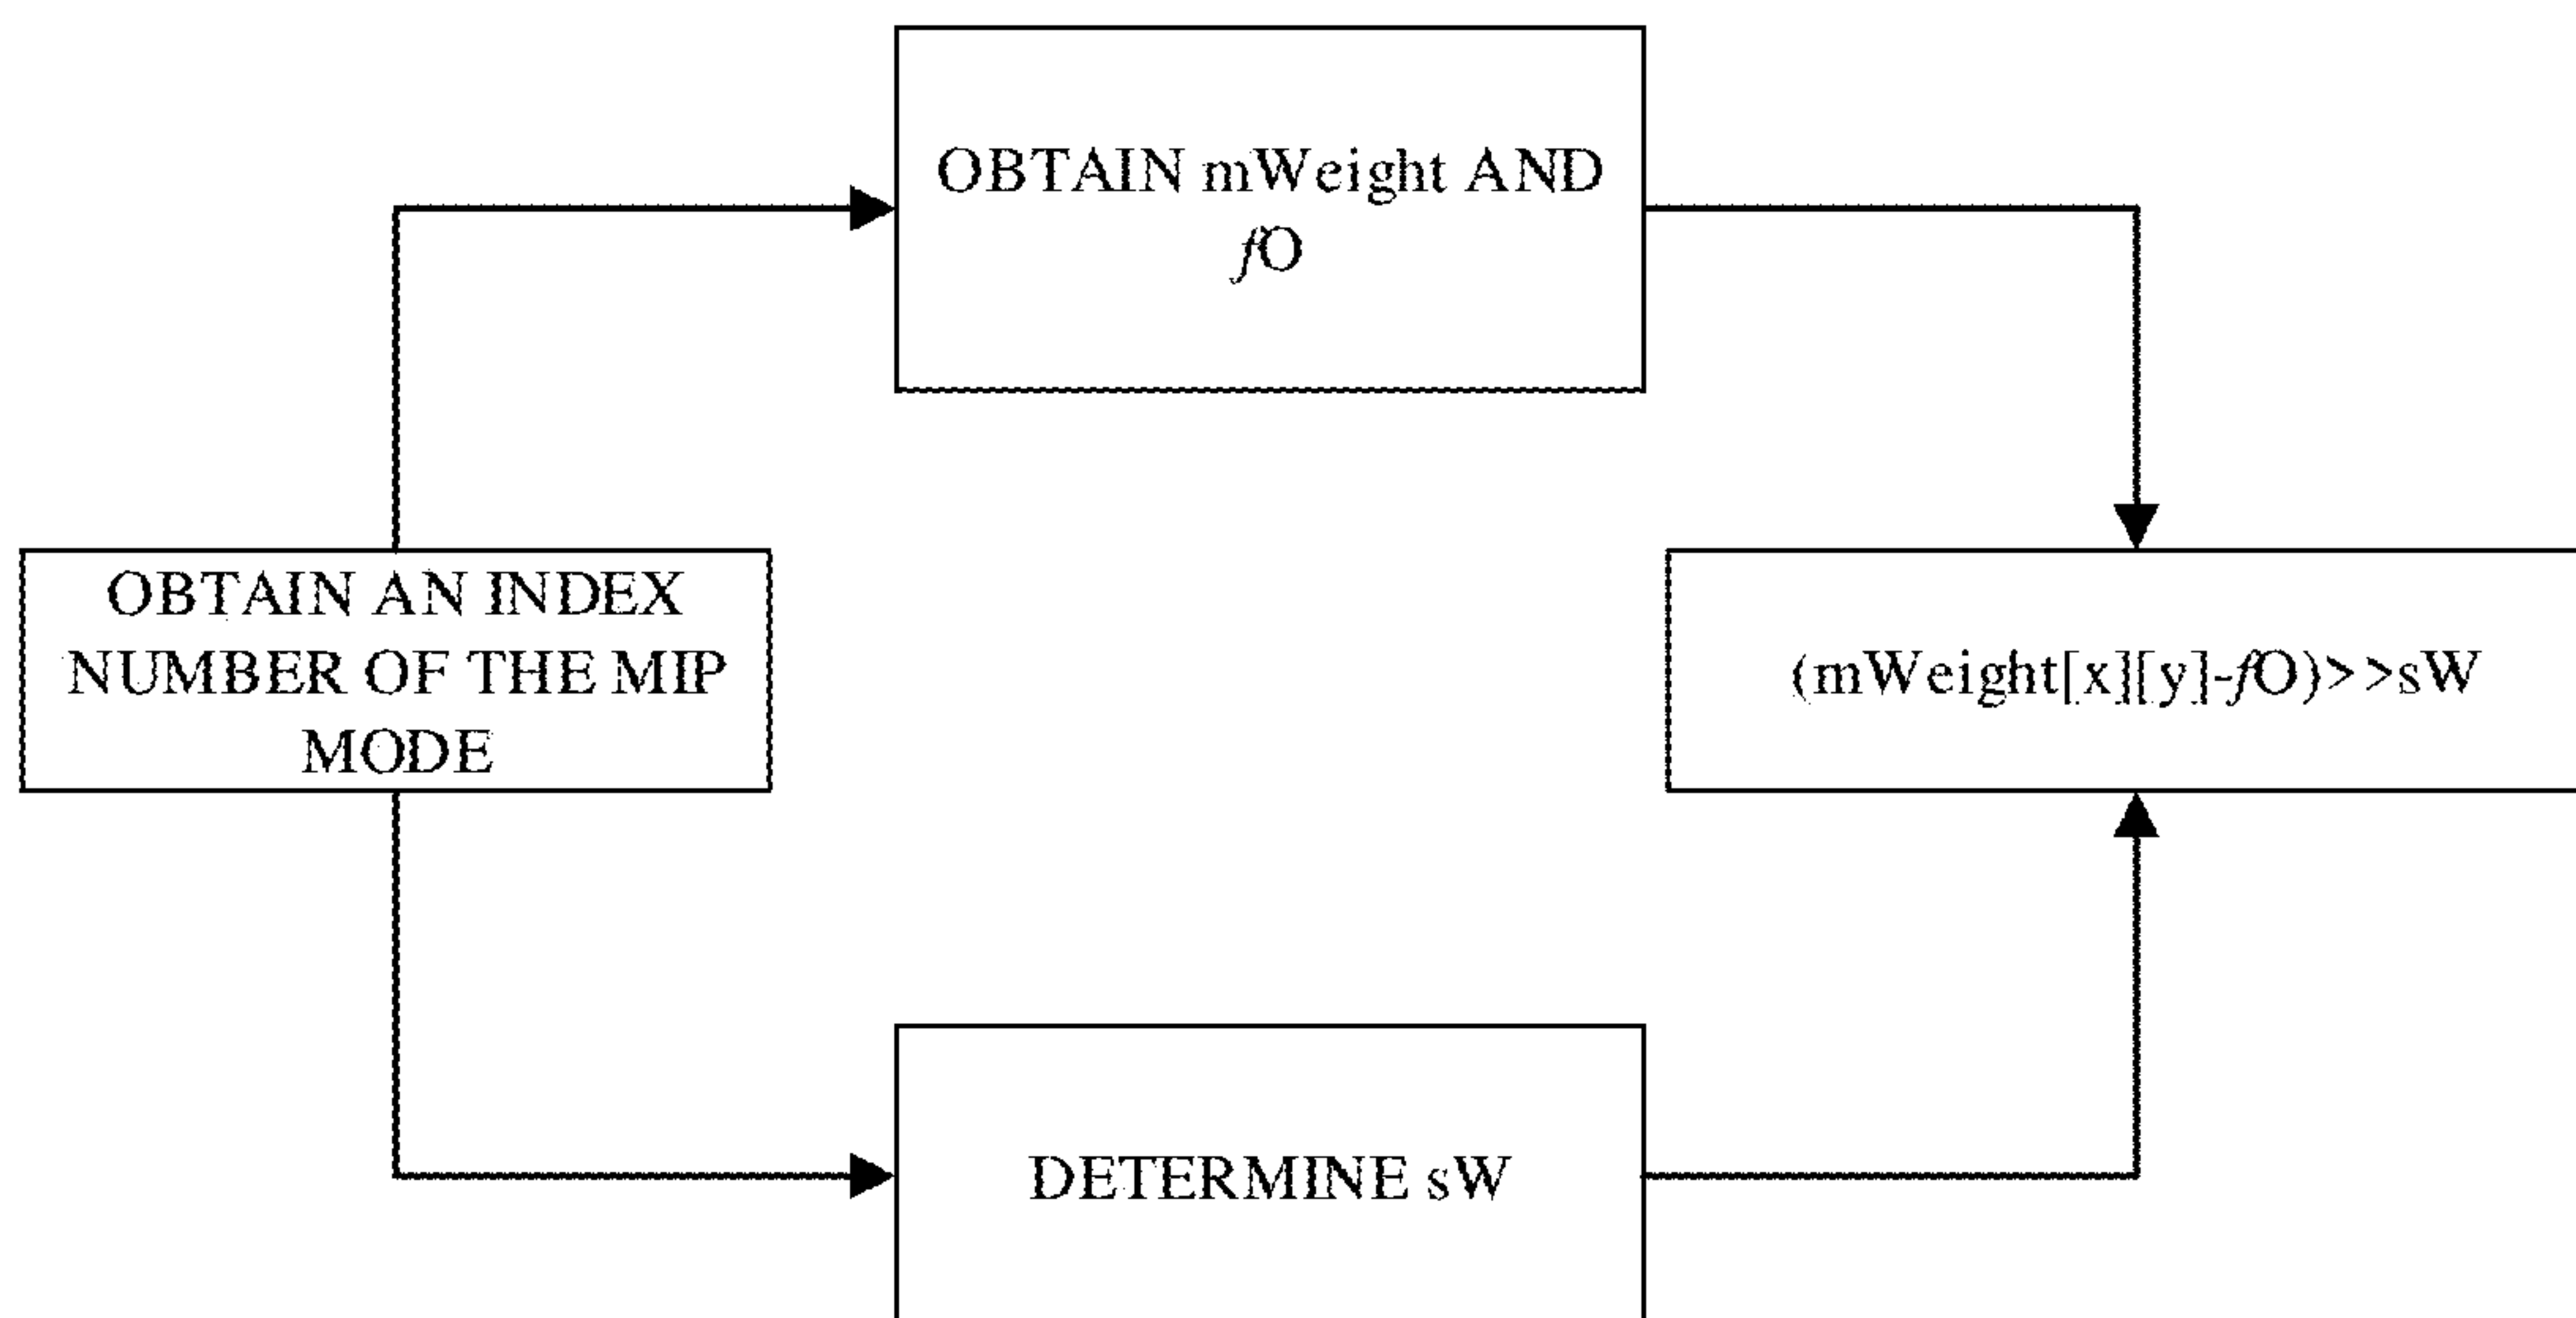 OBTAIN mWeight AND
fO
OBTAIN AN INDEX
NUMBER OF THE MIP
MODE
(mWeight[x][y]-fO)>>sW
DETERMINE sW